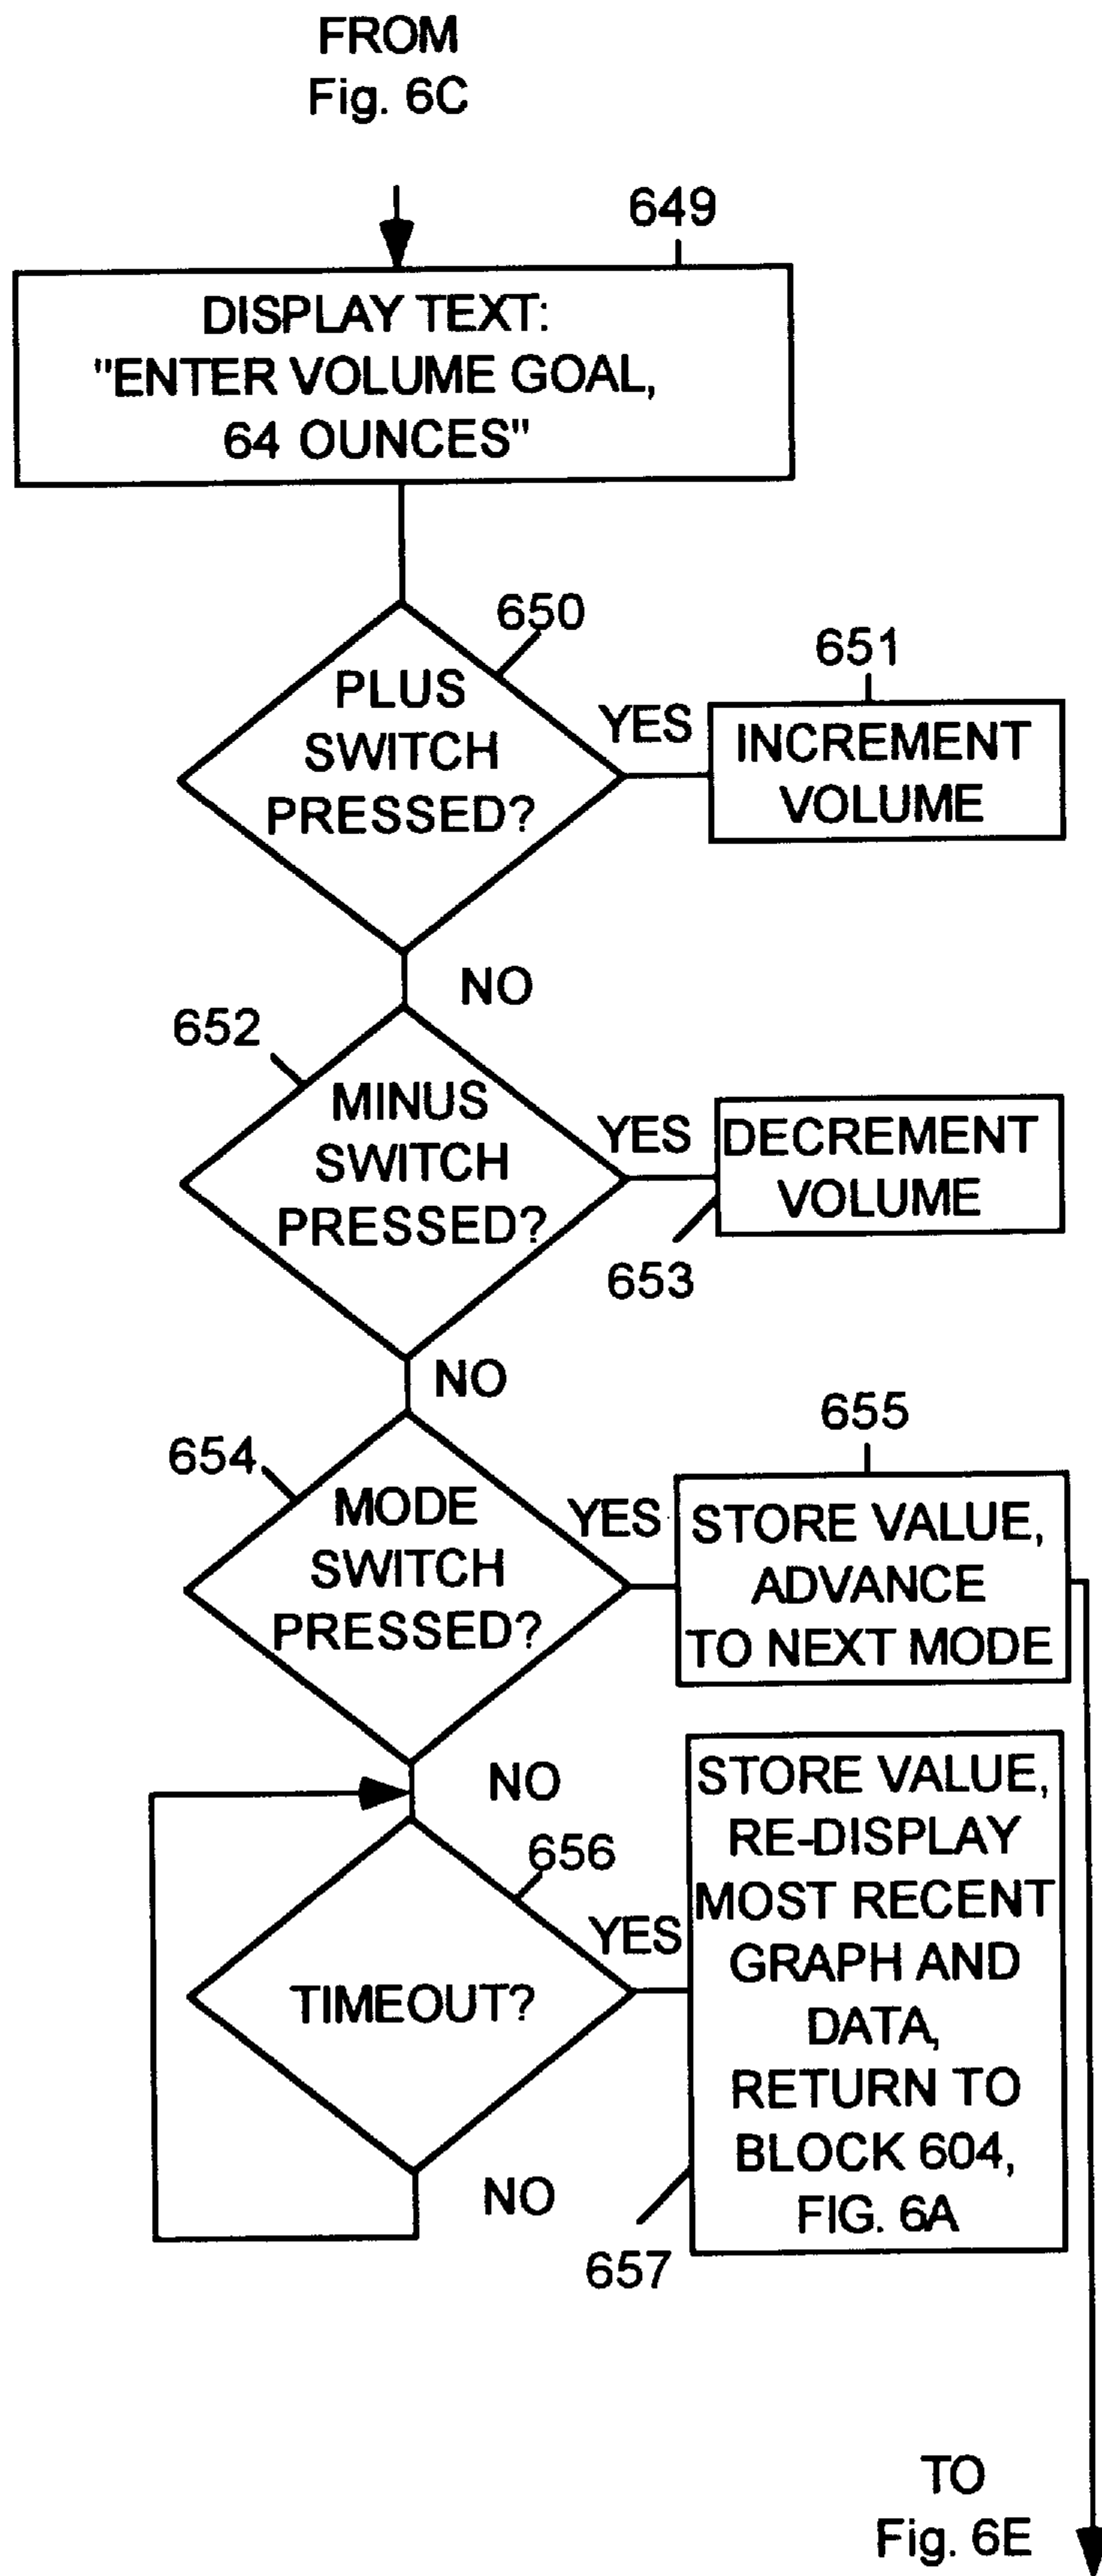 FROM
Fig. 6C
649
DISPLAY TEXT:
"ENTER VOLUME GOAL,
64 OUNCES"
650
PLUS
SWITCH
PRESSED?
YES
651
INCREMENT
VOLUME
NO
652
MINUS
SWITCH
PRESSED?
YES
DECREMENT
VOLUME
653
NO
654
MODE
SWITCH
PRESSED?
YES
655
STORE VALUE,
ADVANCE
TO NEXT MODE
NO
656
TIMEOUT?
YES
STORE VALUE,
RE-DISPLAY
MOST RECENT
GRAPH AND
DATA,
RETURN TO
BLOCK 604,
FIG. 6A
NO
657
TO
Fig. 6E